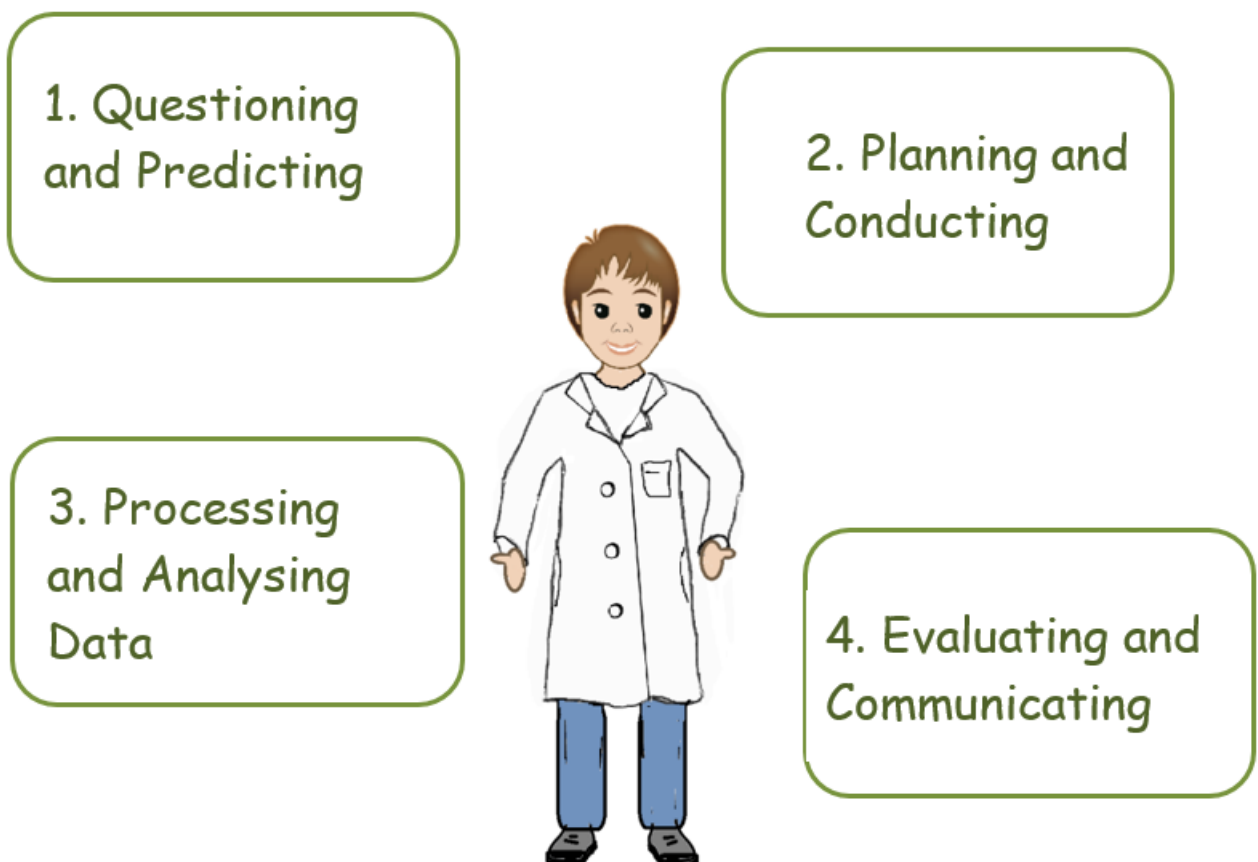 1. Questioning
and Predicting
2. Planning and
Conducting
3. Processing
and Analysing
Data
4. Evaluating and
Communicating